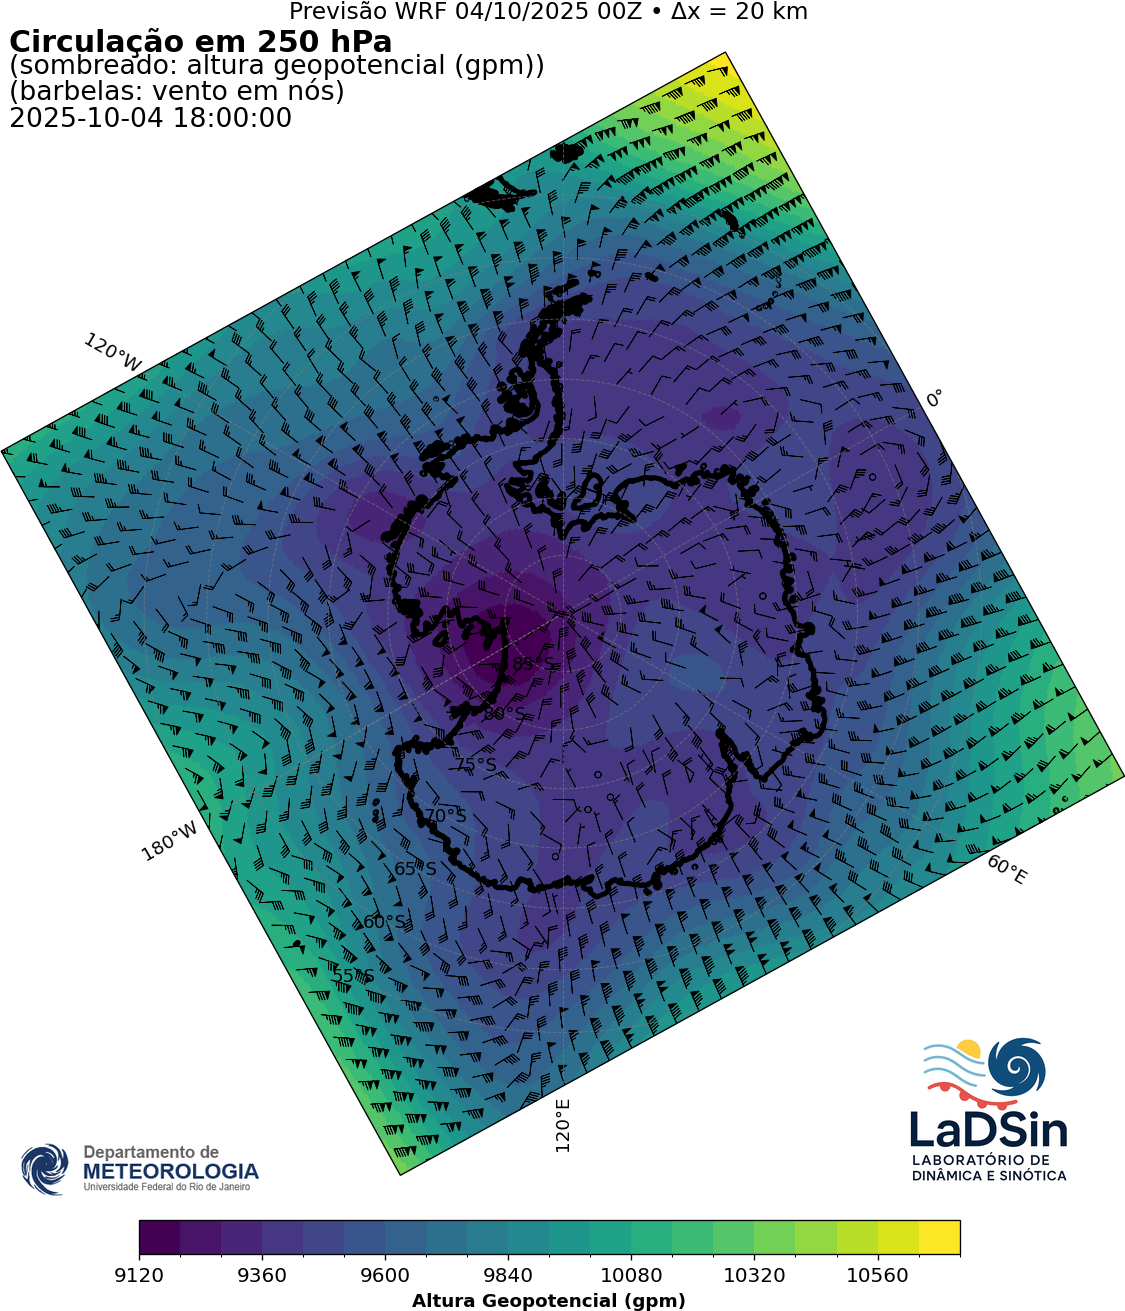 Previsão WRF 04/10/2025 00Z • Δx = 20 km
Circulação em 250 hPa
(sombreado: altura geopotencial (gpm))
(barbelas: vento em nós)
2025-10-04 18:00:00
120°W
0°
85°S
80°S
75°S
70°S
65°S
60°S
55°S
180°W
60°E
120°E
Departamento de
METEOROLOGIA
Universidade Federal do Rio de Janeiro
LaDSin
LABORATÓRIO DE
DINÂMICA E SINÓTICA
9120 9360 9600 9840 10080 10320 10560
Altura Geopotencial (gpm)